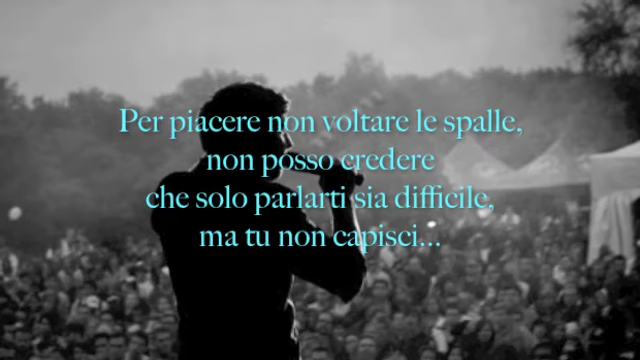 Per piacere non voltare le spalle,
non posso credere
che solo parlarti sia difficile,
ma tu non capisci...